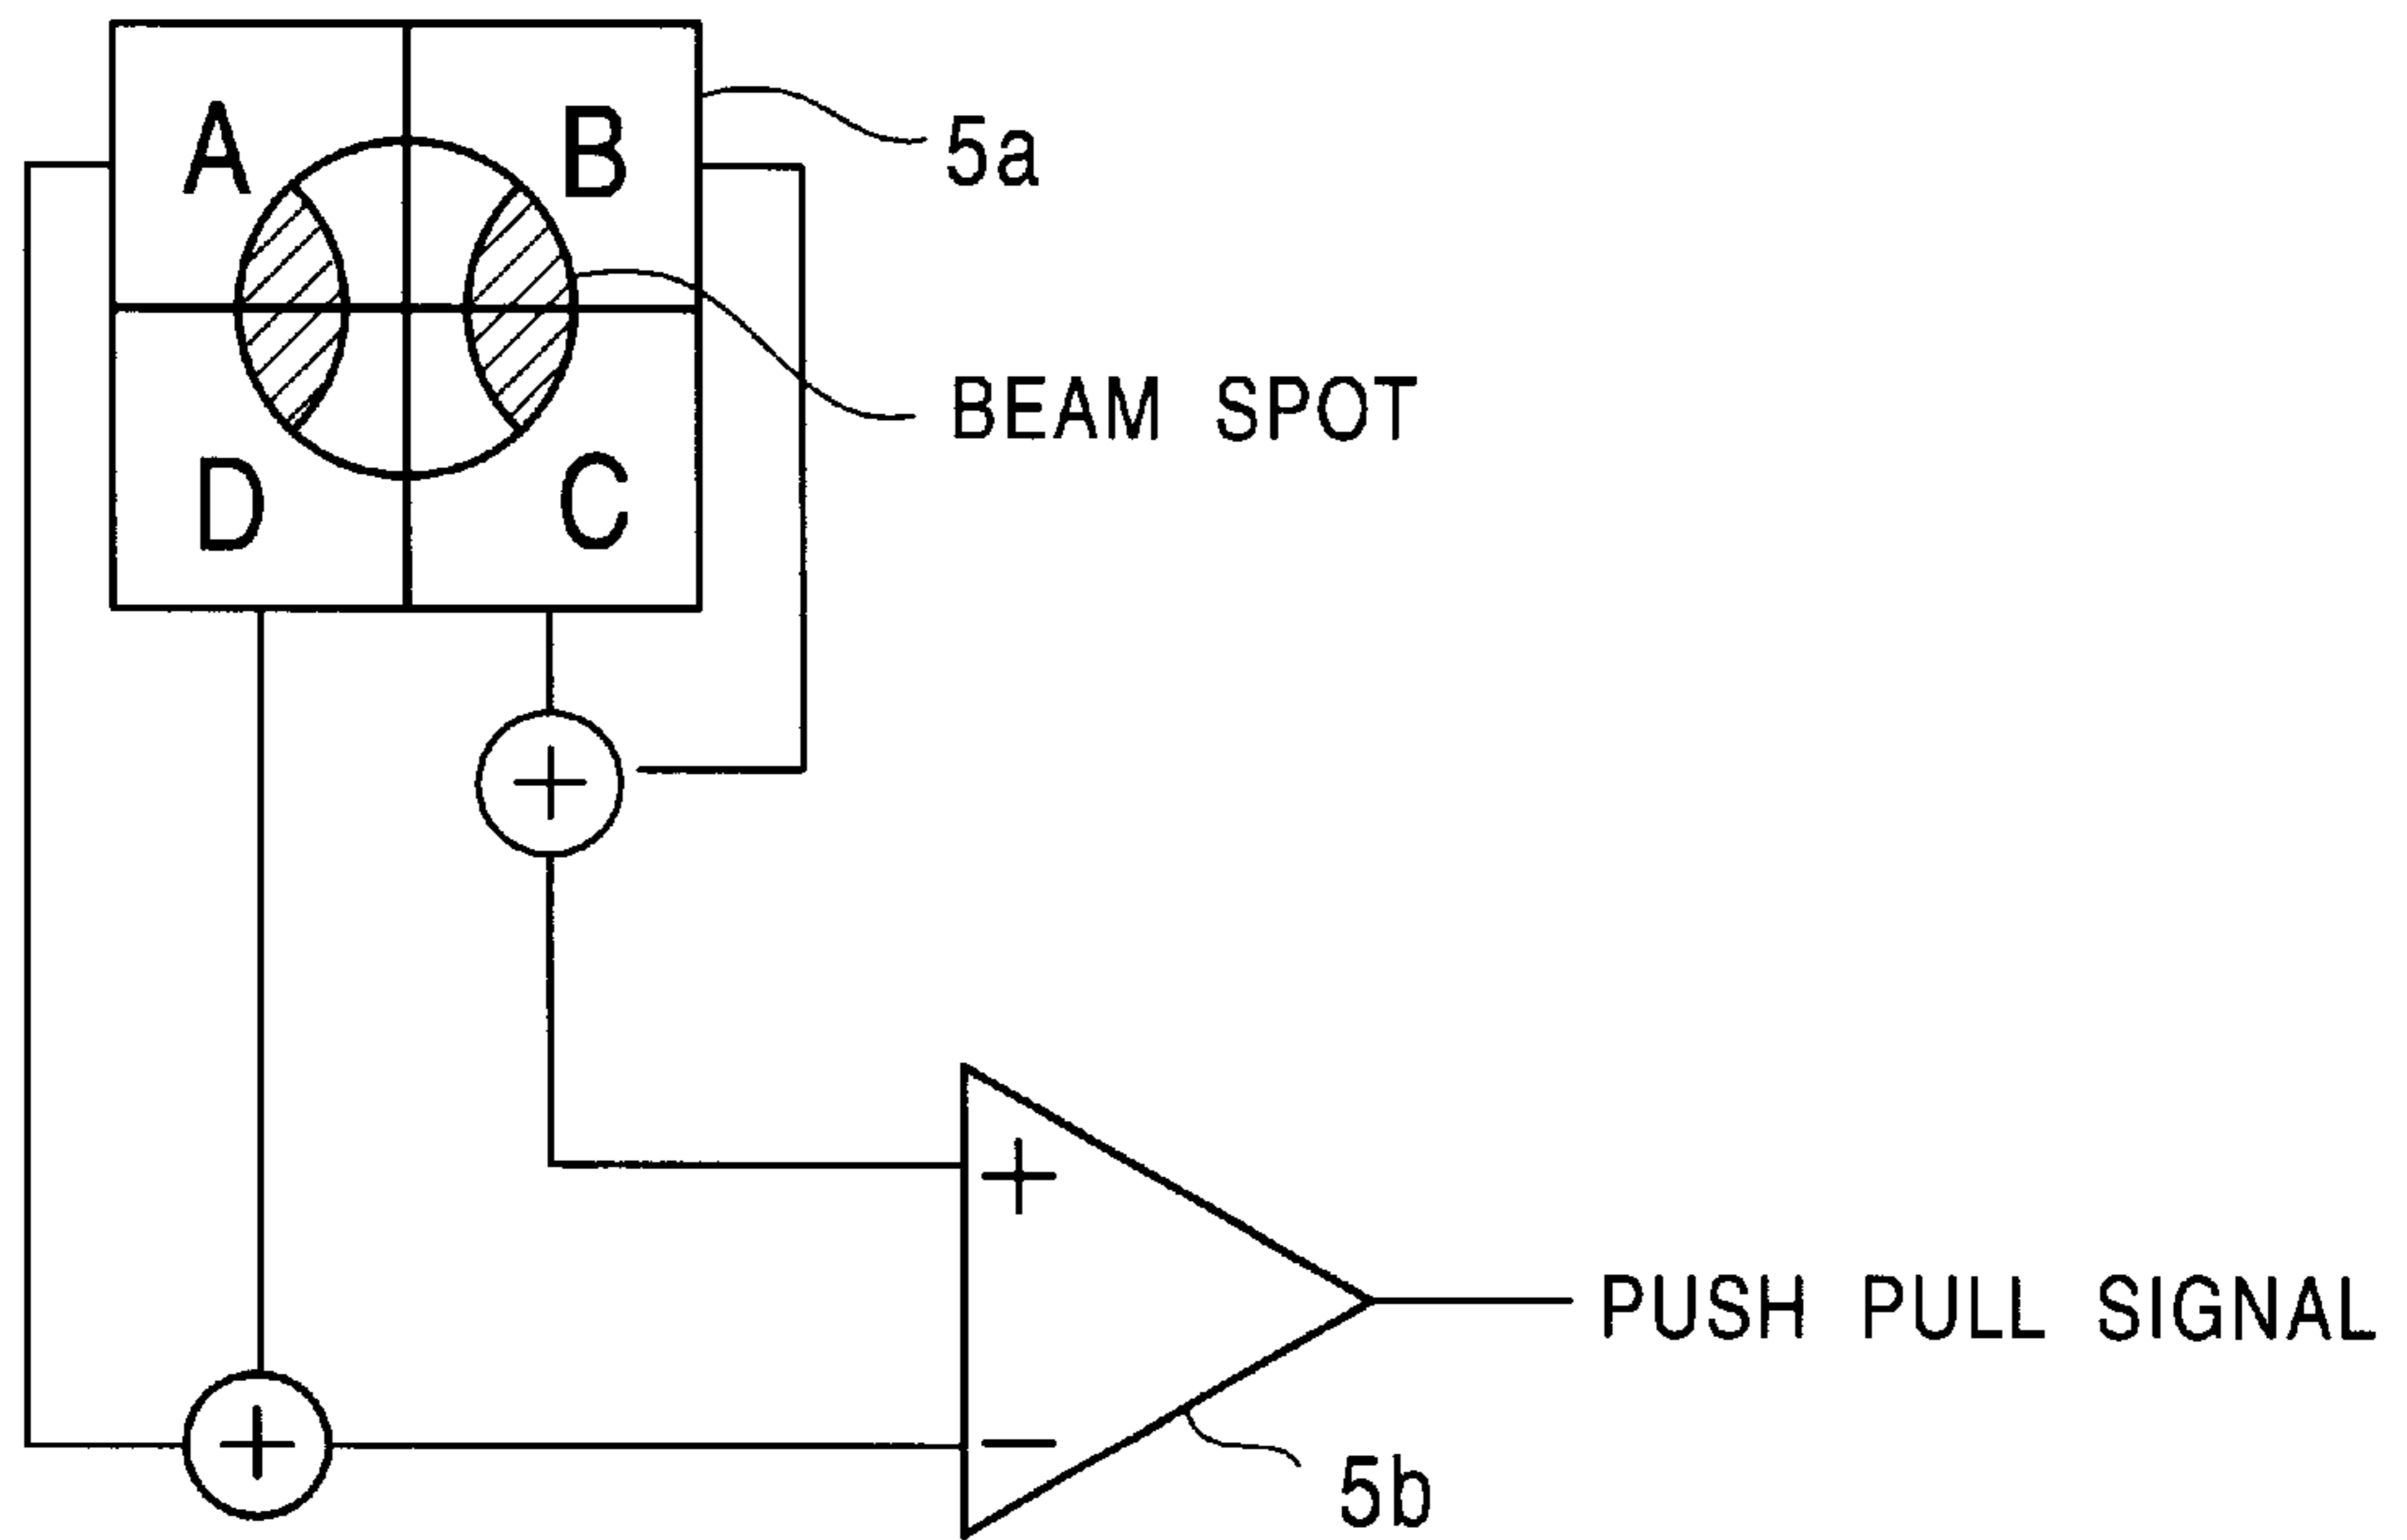 A B
5a
BEAM SPOT
D C
+
+
PUSH PULL SIGNAL
+ −
5b